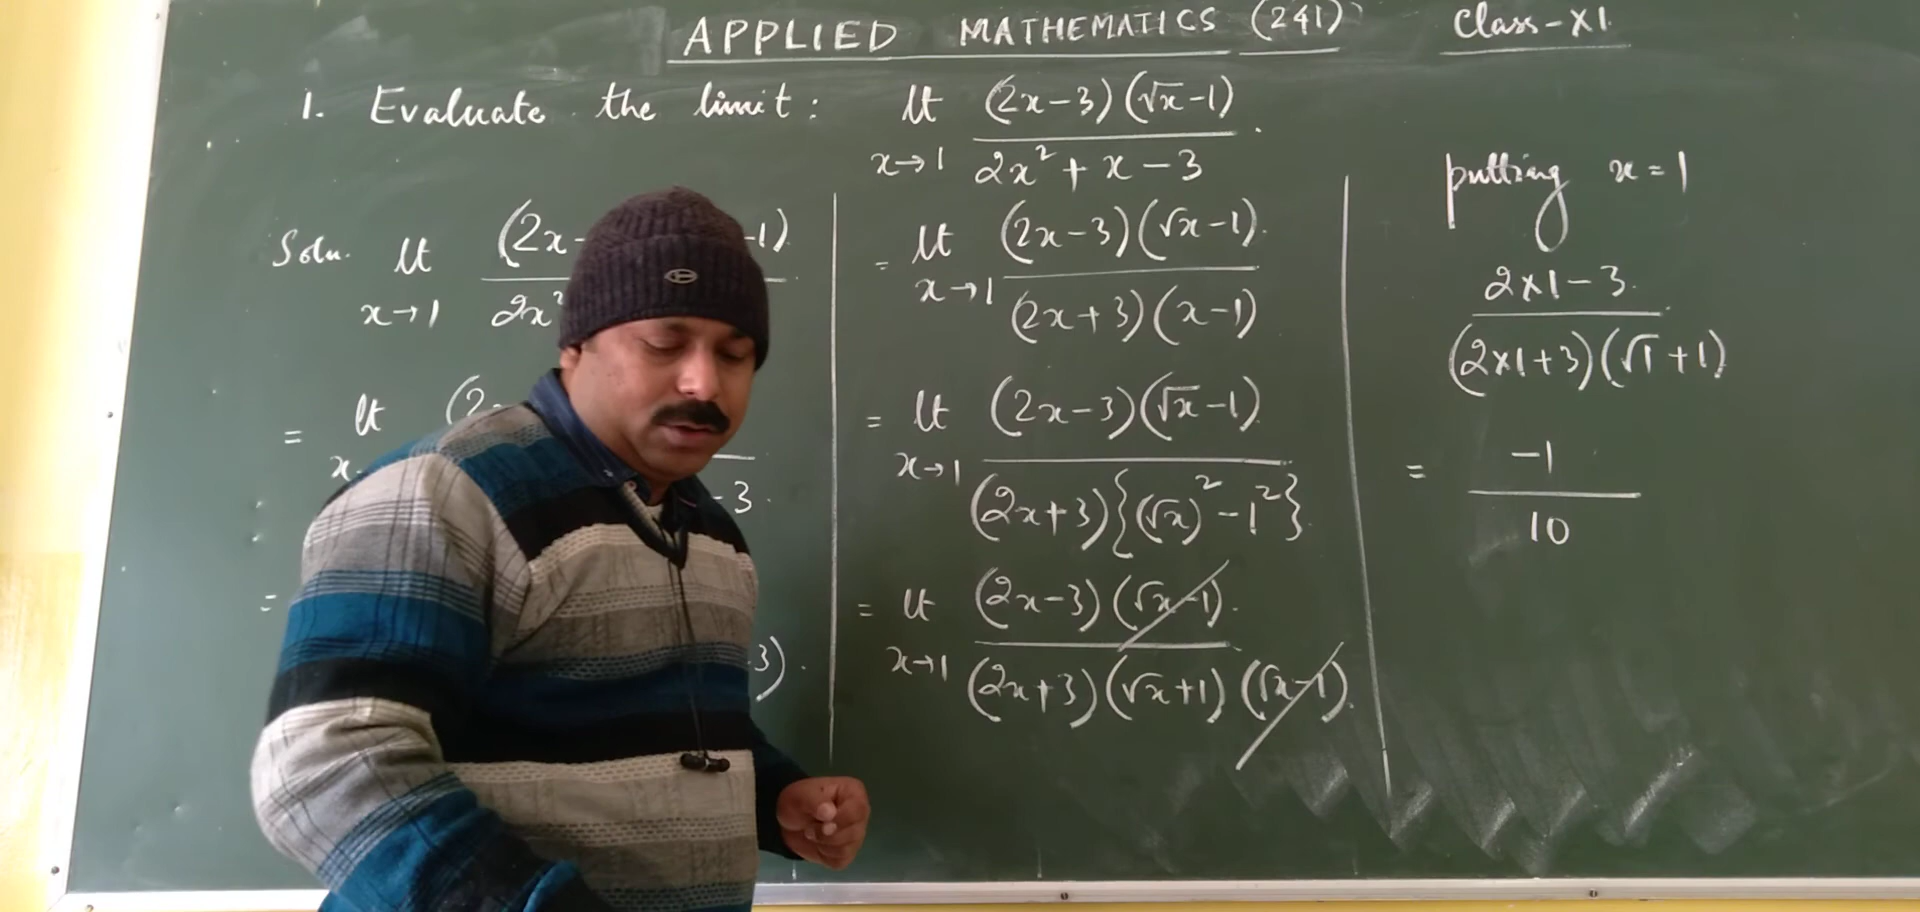 APPLIED MATHEMATICS (241) Class-XI
1. Evaluate the limit: lt (2x-3)(√x-1)
x→1 2x²+x-3
Soln. lt (2x- -1)
x→1 2x²
= lt (2
x
-3
=
3)
= lt (2x-3)(√x-1)
x→1 (2x+3)(x-1)
= lt (2x-3)(√x-1)
x→1 (2x+3){(√x)²-1²}
= lt (2x-3)(√x-1)
x→1 (2x+3)(√x+1)(√x-1)
putting x=1
2×1-3
(2×1+3)(√1+1)
= -1
10